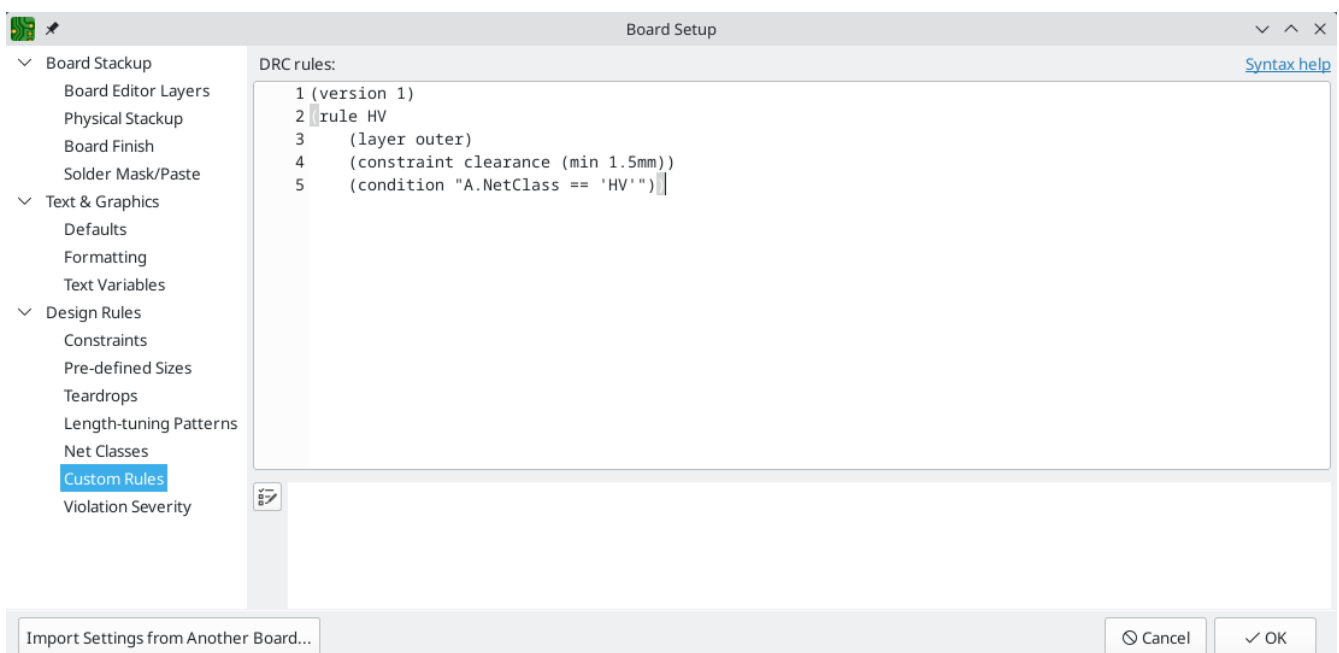 Board Setup
Board Stackup
Board Editor Layers
Physical Stackup
Board Finish
Solder Mask/Paste
Text & Graphics
Defaults
Formatting
Text Variables
Design Rules
Constraints
Pre-defined Sizes
Teardrops
Length-tuning Patterns
Net Classes
Custom Rules
Violation Severity
DRC rules:
Syntax help
1 (version 1)
2 (rule HV
3     (layer outer)
4     (constraint clearance (min 1.5mm))
5     (condition "A.NetClass == 'HV'"))
Import Settings from Another Board...
Cancel
OK